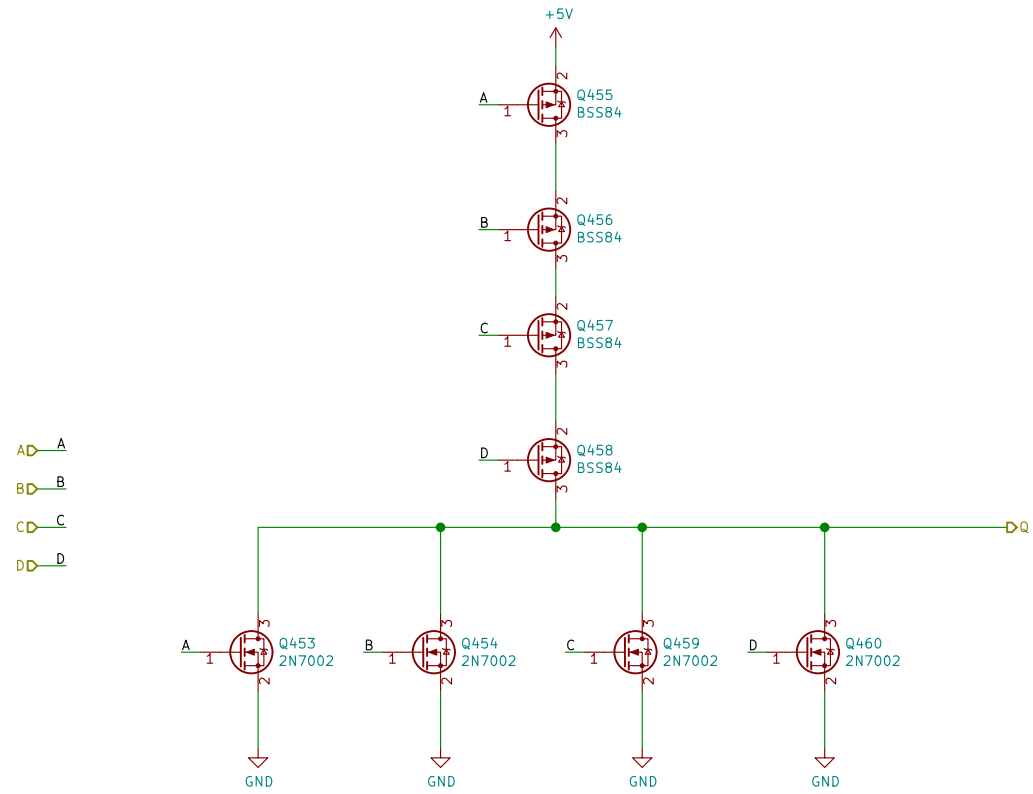 +5V
2
A
1
Q455
BSS84
3
2
B
1
Q456
BSS84
3
2
C
1
Q457
BSS84
3
2
D
1
Q458
BSS84
3
A A
B B
C C
D D
Q
3
A
1
Q453
2N7002
2
GND
3
B
1
Q454
2N7002
2
GND
3
C
1
Q459
2N7002
2
GND
3
D
1
Q460
2N7002
2
GND